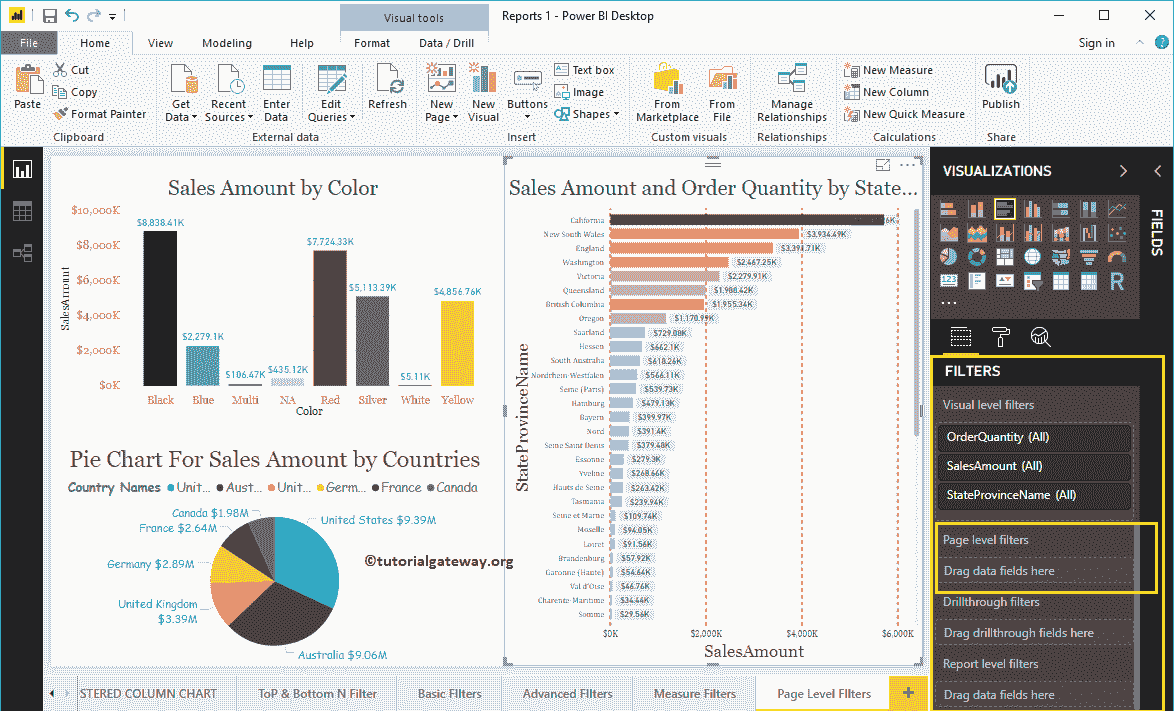 Visual tools
Reports 1 - Power BI Desktop
File
Home
View
Modeling
Help
Format
Data / Drill
Sign in
?
Paste
Cut
Copy
Format Painter
Clipboard
Get Data
Recent Sources
Enter Data
Edit Queries
External data
Refresh
New Page
New Visual
Buttons
Text box
Image
Shapes
Insert
From Marketplace
From File
Custom visuals
Manage Relationships
Relationships
New Measure
New Column
New Quick Measure
Calculations
Publish
Share
Sales Amount by Color
SalesAmount
$10,000K
$8,000K
$6,000K
$4,000K
$2,000K
$0K
$8,838.41K
$2,279.1K
$106.47K
$435.12K
$7,724.33K
$5,113.39K
$5.11K
$4,856.76K
Black Blue Multi NA Red Silver White Yellow
Color
Pie Chart For Sales Amount by Countries
Country Names Unit... Aust... Unit... Germ... France Canada
Canada $1.98M
France $2.64M
Germany $2.89M
United Kingdom
$3.39M
United States $9.39M
Australia $9.06M
©tutorialgateway.org
Sales Amount and Order Quantity by State...
StateProvinceName
California 6K
New South Wales $3,934.49K
England
Washington $2,467.25K
Victoria $2,279.91K
Queensland $1,988.42K
British Columbia $1,955.34K
Oregon $1,170.99K
Saarland $729.08K
Hessen $662.1K
South Australia $618.26K
Nordrhein-Westfalen $566.11K
Seine (Paris) $539.73K
Hamburg $479.13K
Bayern $399.97K
Nord $391.4K
Seine Saint Denis $379.48K
Essonne $279.3K
Yveline $268.66K
Hauts de Seine $263.42K
Tasmania $239.94K
Seine et Marne $109.74K
Moselle $94.05K
Loiret $91.56K
Brandenburg $57.92K
Garonne (Haute) $54.64K
Val d'Oise $46.76K
Charente-Maritime $34.44K
Somme $29.56K
$0K $2,000K $4,000K $6,000K
SalesAmount
VISUALIZATIONS
FIELDS
123
R
FILTERS
Visual level filters
OrderQuantity (All)
SalesAmount (All)
StateProvinceName (All)
Page level filters
Drag data fields here
Drillthrough filters
Drag drillthrough fields here
Report level filters
Drag data fields here
STERED COLUMN CHART
ToP & Bottom N Filter
Basic FIlters
Advanced FIlters
Measure Filters
Page Level FIlters
+